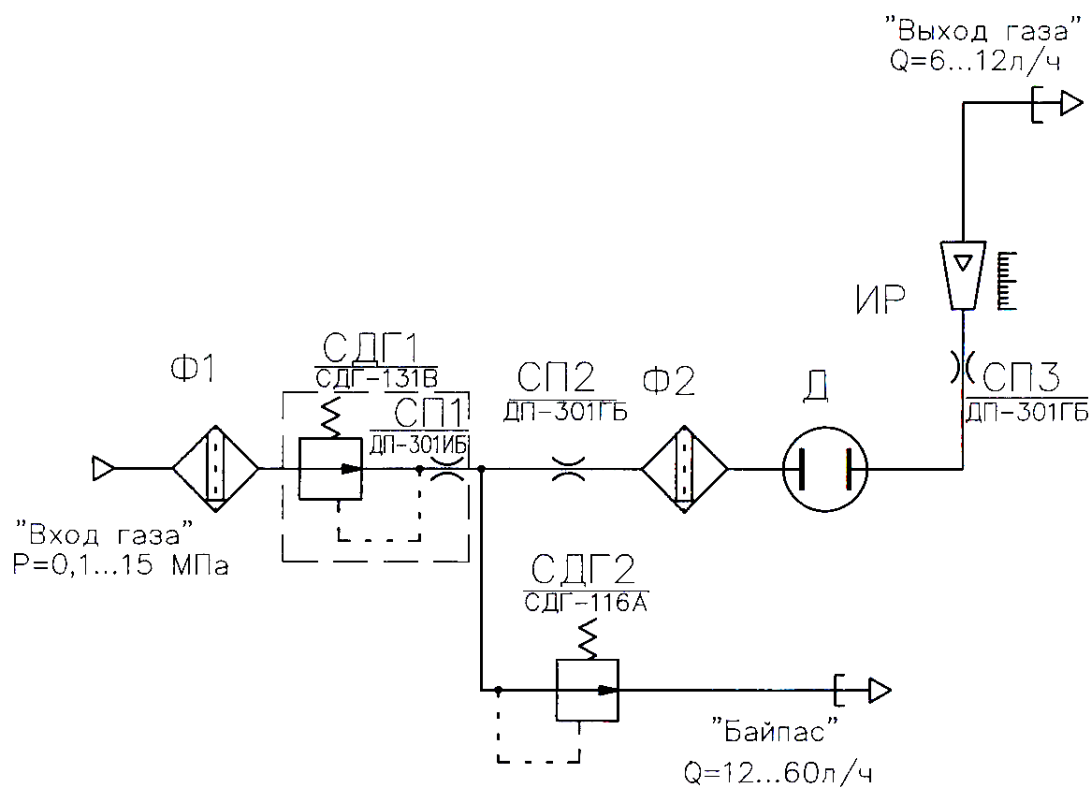 "Выход газа"
Q=6...12л/ч
ИР
СДГ1
СДГ-131В
Ф1
СП1
ДП-301ИБ
СП2
ДП-301ГБ
Ф2
Д
СП3
ДП-301ГБ
"Вход газа"
Р=0,1...15 МПа
СДГ2
СДГ-116А
"Байпас"
Q=12...60л/ч